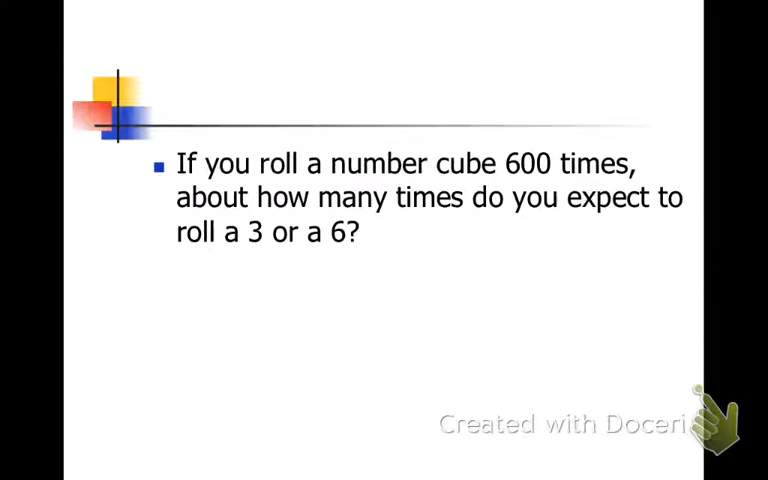 If you roll a number cube 600 times,
about how many times do you expect to
roll a 3 or a 6?
Created with Doceri